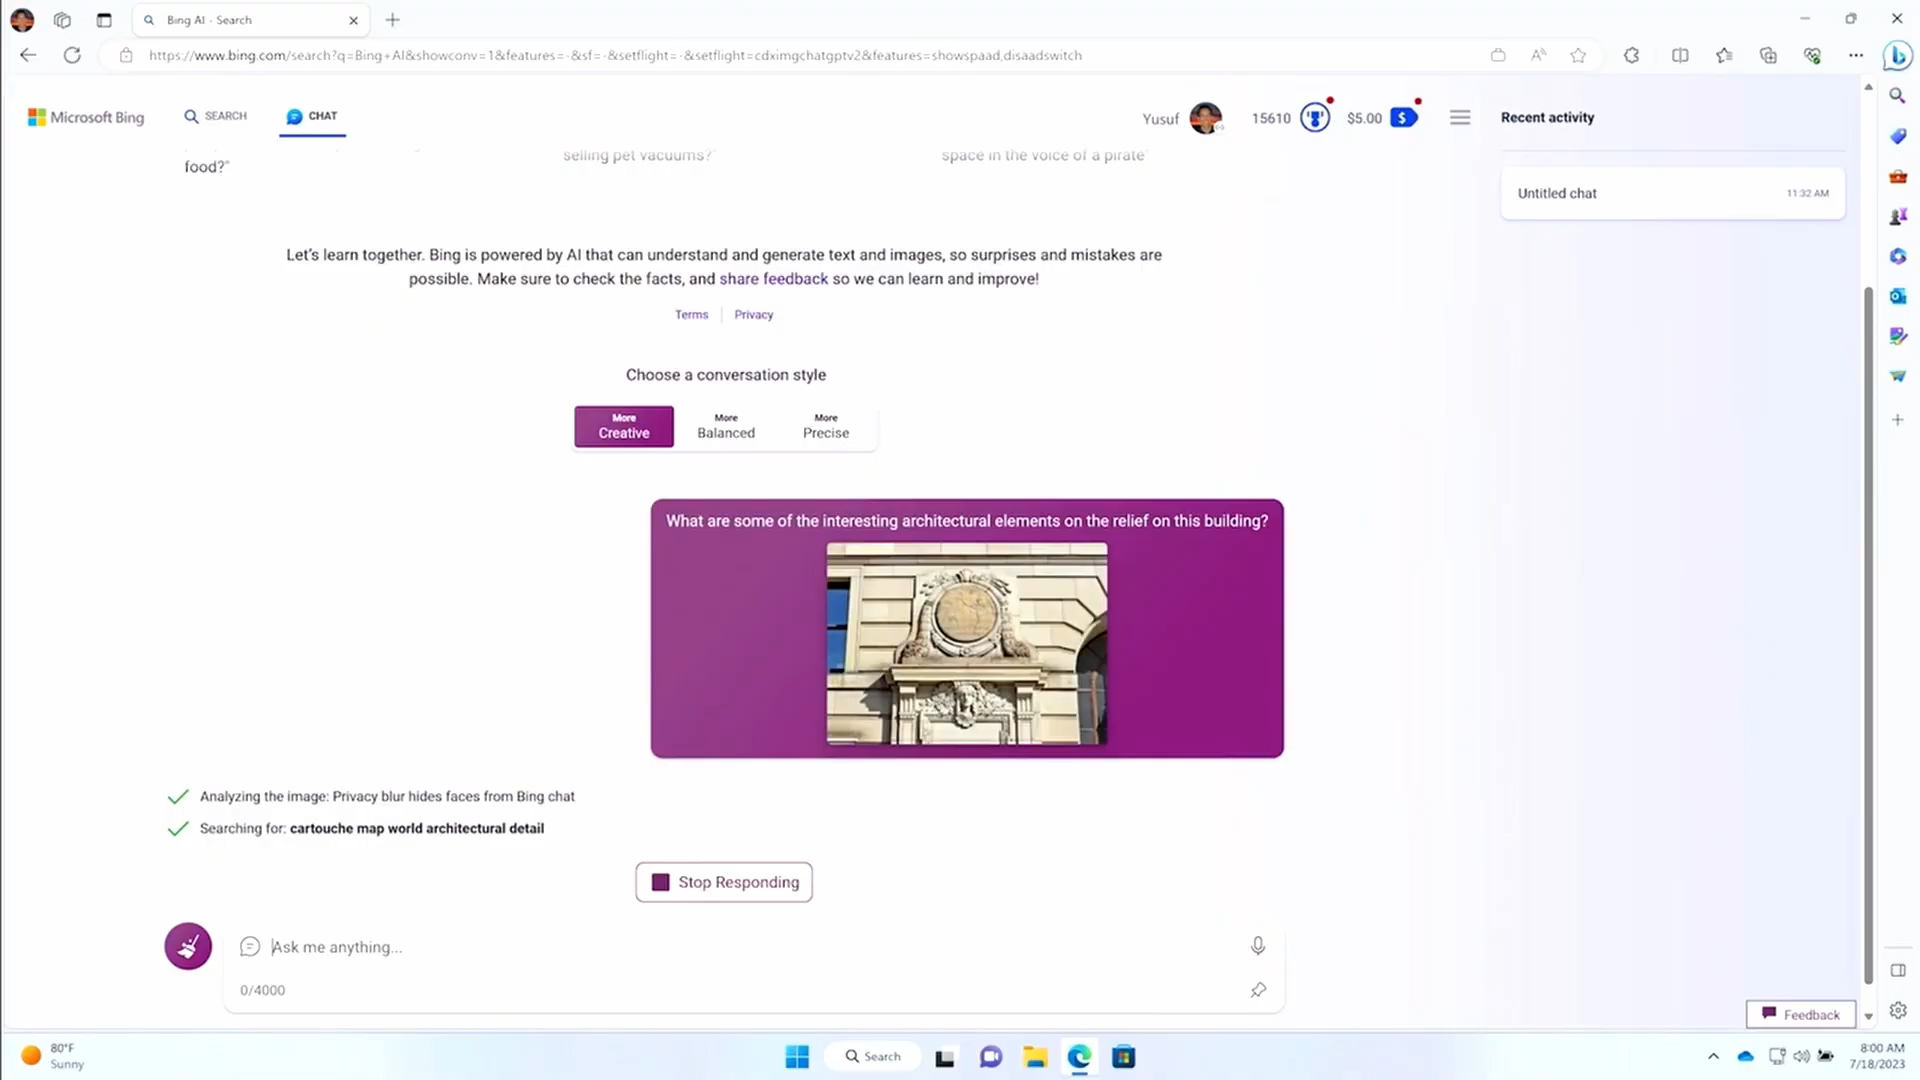 Bing AI - Search
https://www.bing.com/search?q=Bing+AI&showconv=1&features=-&sf=-&setflight=-&setflight=cdximgchatgptv2&features=showspaad,disaadswitch
Microsoft Bing
SEARCH
CHAT
Yusuf
15610
$5.00
Recent activity
food?"
selling pet vacuums?"
space in the voice of a pirate"
Untitled chat
11:32 AM
Let's learn together. Bing is powered by AI that can understand and generate text and images, so surprises and mistakes are
possible. Make sure to check the facts, and share feedback so we can learn and improve!
Terms
Privacy
Choose a conversation style
More
Creative
More
Balanced
More
Precise
What are some of the interesting architectural elements on the relief on this building?
Analyzing the image: Privacy blur hides faces from Bing chat
Searching for: cartouche map world architectural detail
Stop Responding
Ask me anything...
0/4000
Feedback
80°F
Sunny
Search
8:00 AM
7/18/2023